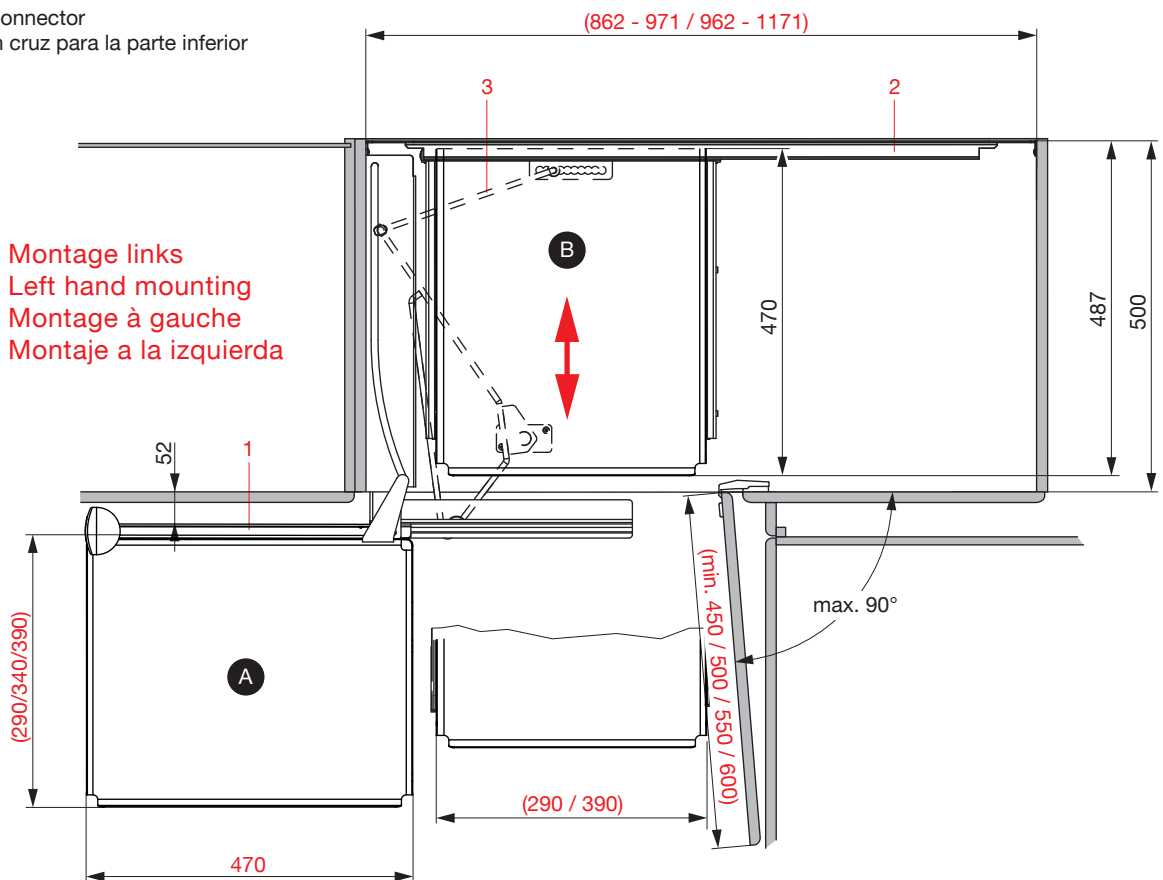 onnector
cruz para la parte inferior
(862 - 971 / 962 - 1171)
3
2
B
Montage links
Left hand mounting
Montage à gauche
Montaje a la izquierda
470
487
500
52
1
(min. 450 / 500 / 550 / 600)
max. 90°
(290/340/390)
A
(290 / 390)
470